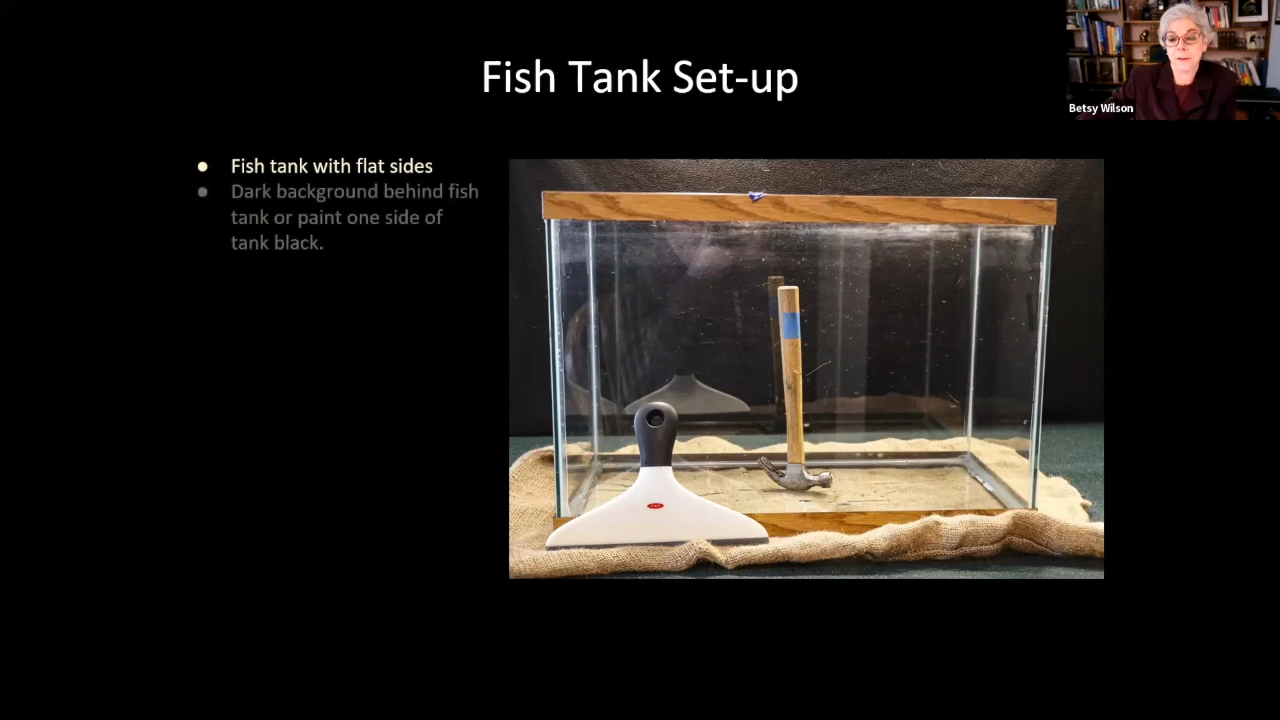 Fish Tank Set-up
Betsy Wilson
● Fish tank with flat sides
● Dark background behind fish
tank or paint one side of
tank black.